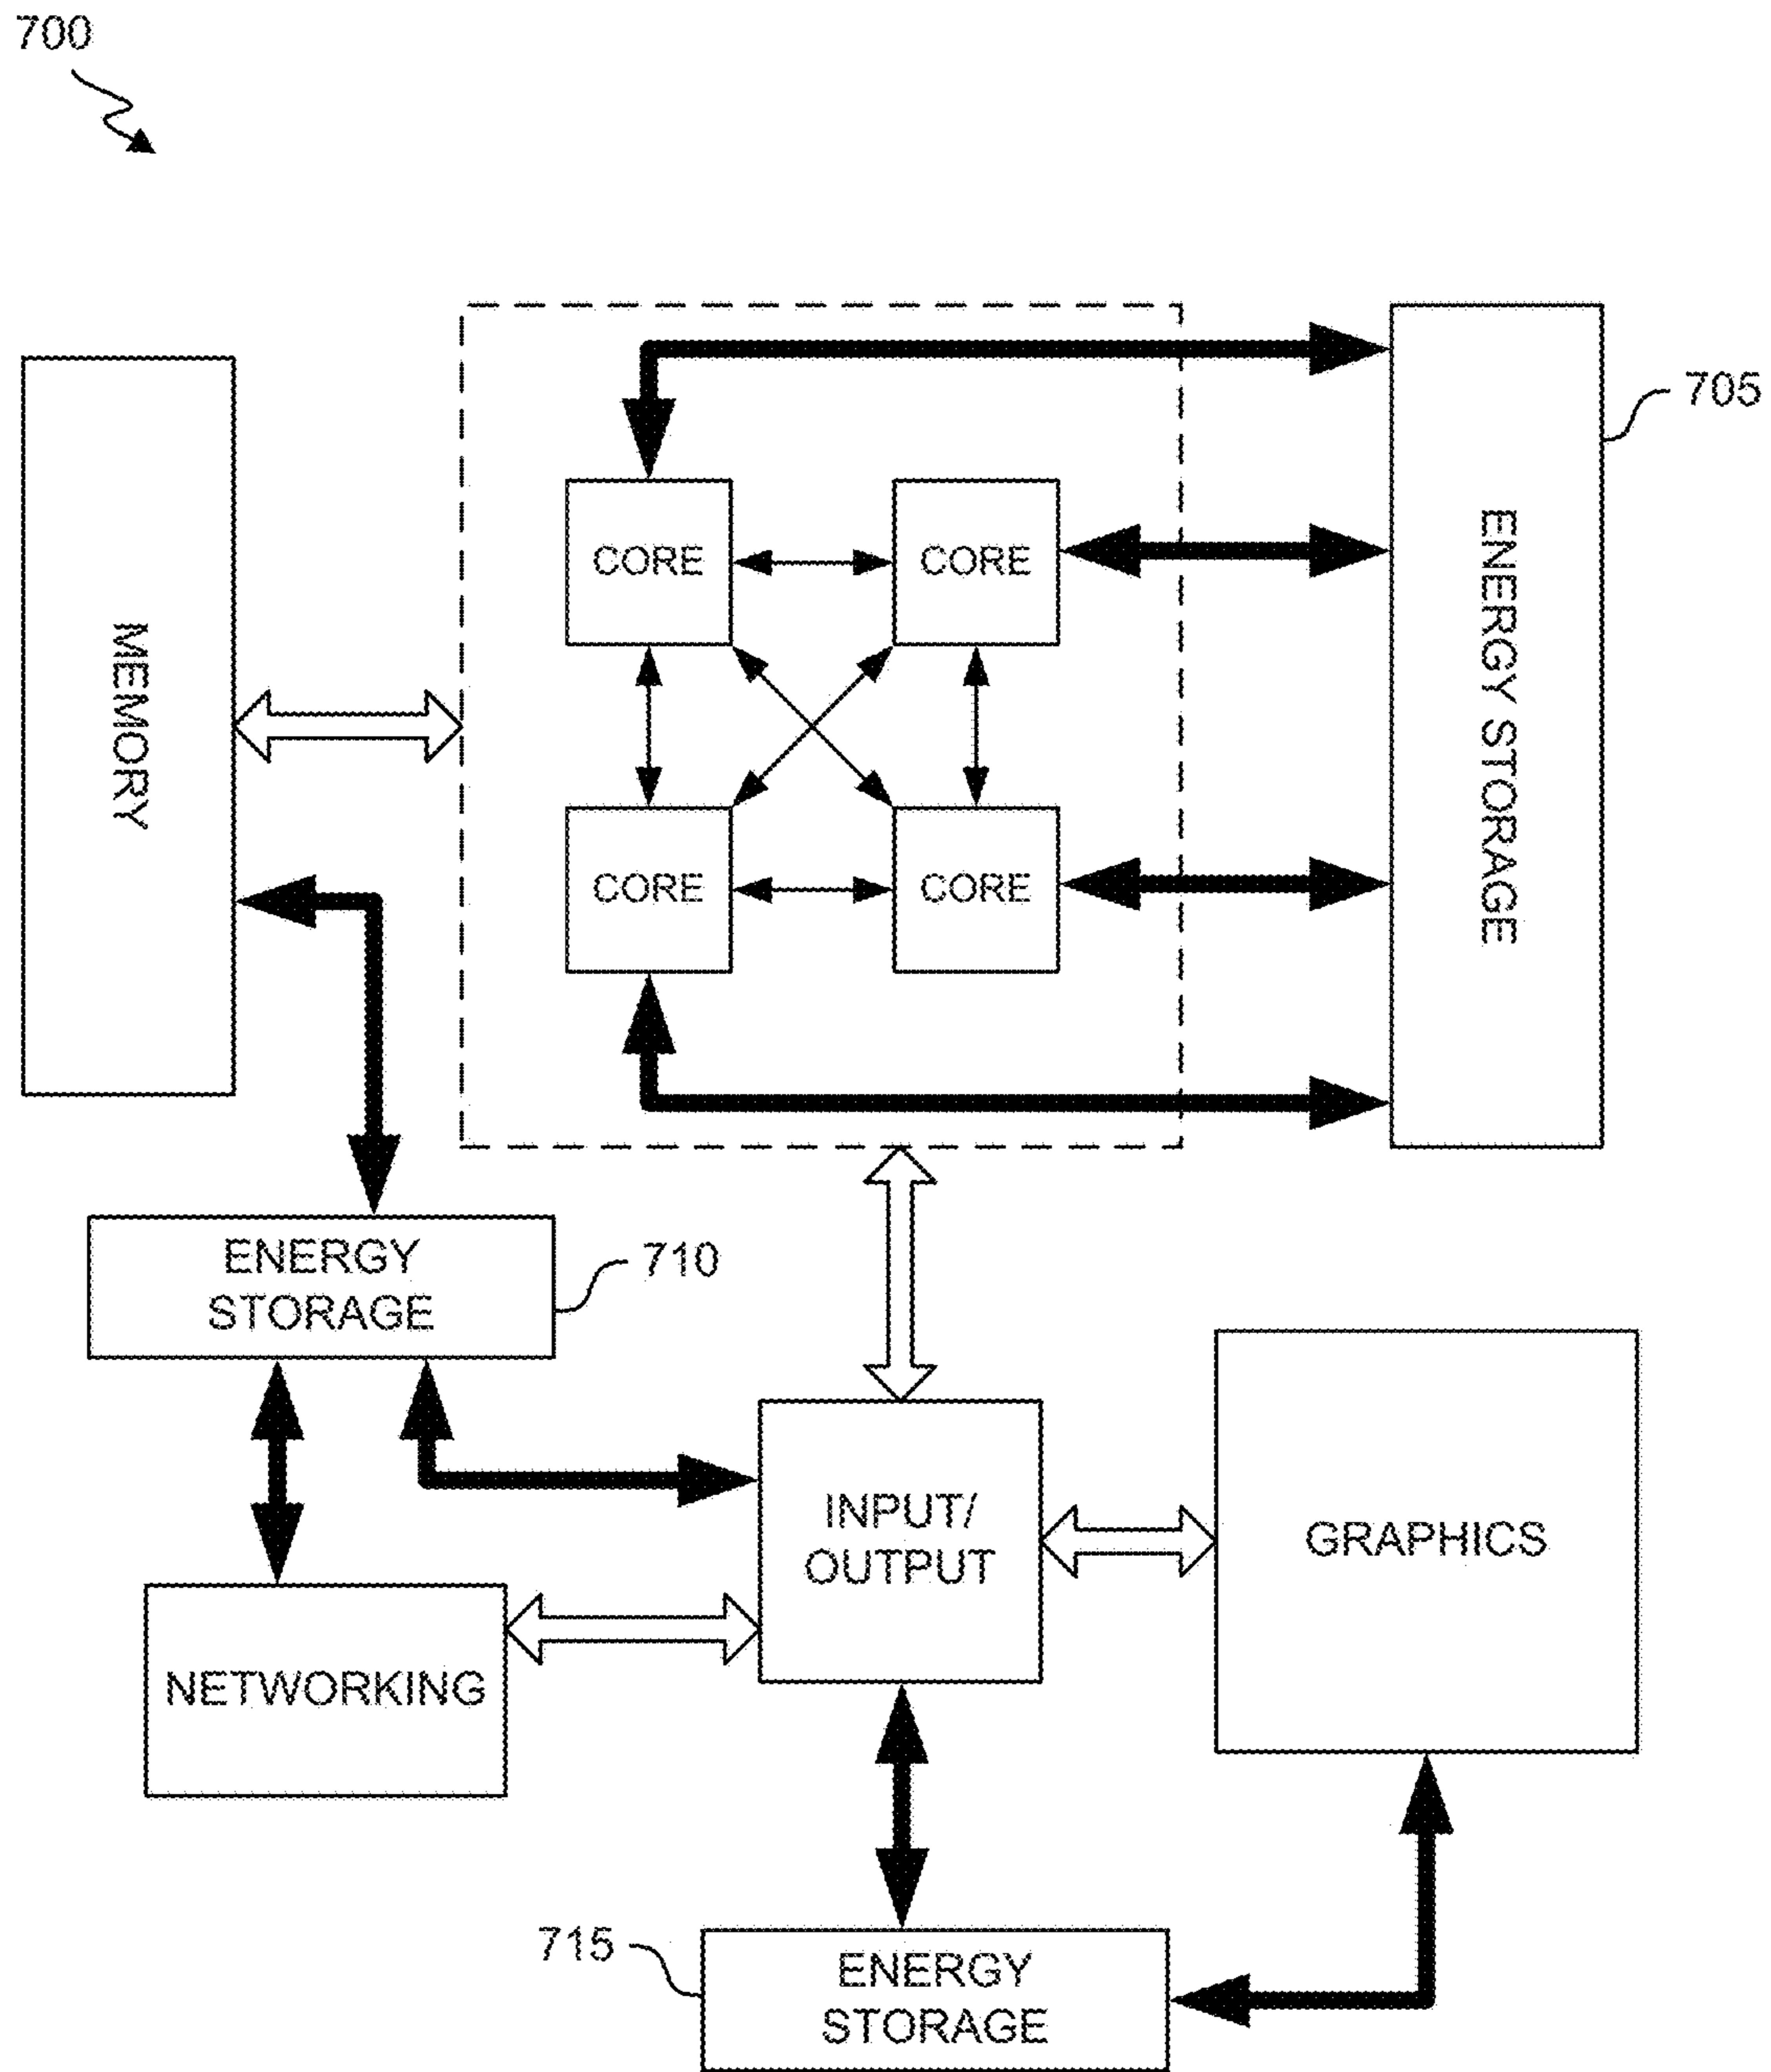 700
705
MEMORY
CORE
CORE
ENERGY STORAGE
CORE
CORE
ENERGY
STORAGE
710
INPUT/
OUTPUT
GRAPHICS
NETWORKING
715
ENERGY
STORAGE